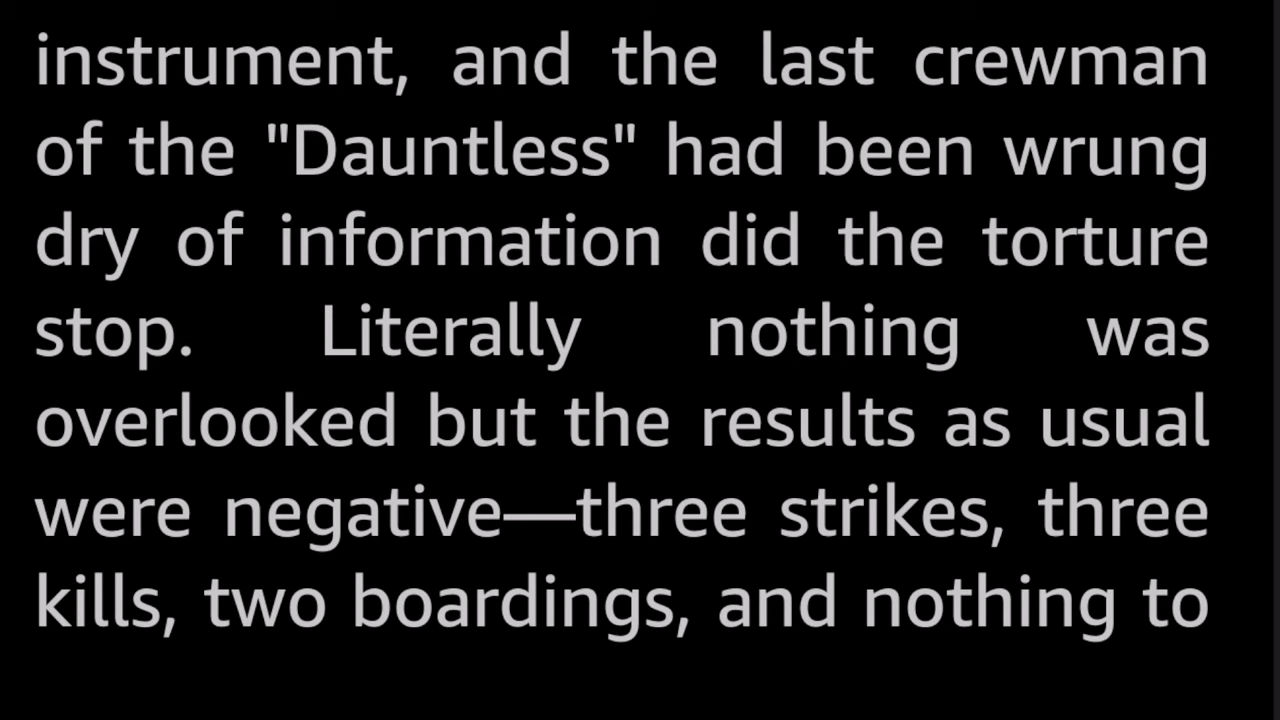 instrument, and the last crewman
of the "Dauntless" had been wrung
dry of information did the torture
stop. Literally nothing was
overlooked but the results as usual
were negative—three strikes, three
kills, two boardings, and nothing to